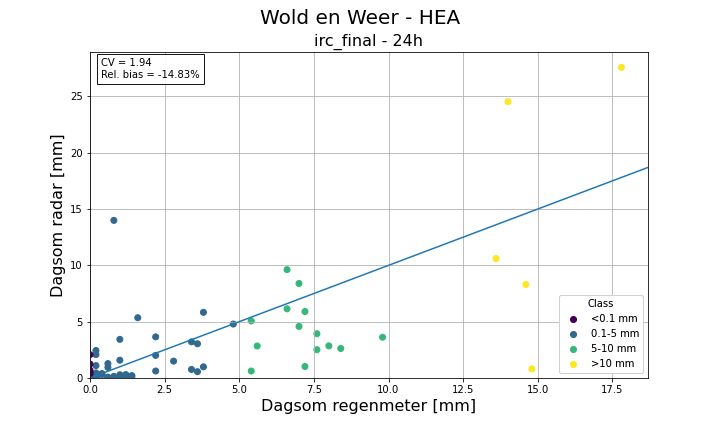 Wold en Weer - HEA
irc_final - 24h
CV = 1.94
Rel. bias = -14.83%
Dagsom radar [mm]
25
20
15
10
5
0
0.0 2.5 5.0 7.5 10.0 12.5 15.0 17.5
Dagsom regenmeter [mm]
Class
<0.1 mm
0.1-5 mm
5-10 mm
>10 mm